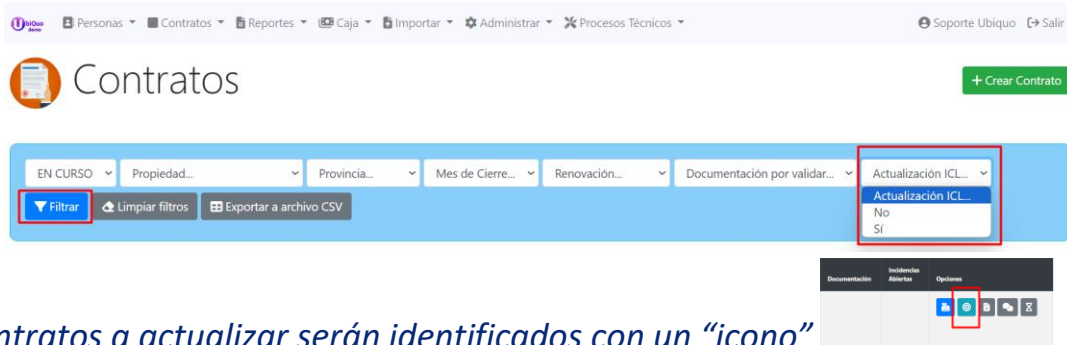 UbiQuo demo Personas Contratos Reportes Caja Importar Administrar Procesos Técnicos Soporte Ubiquo Salir
Contratos
+ Crear Contrato
EN CURSO Propiedad... Provincia... Mes de Cierre... Renovación... Documentación por validar... Actualización ICL...
Filtrar Limpiar filtros Exportar a archivo CSV
Actualización ICL...
No
Sí
Documentación Incidencias Abiertas Opciones
ntratos a actualizar serán identificados con un “icono”